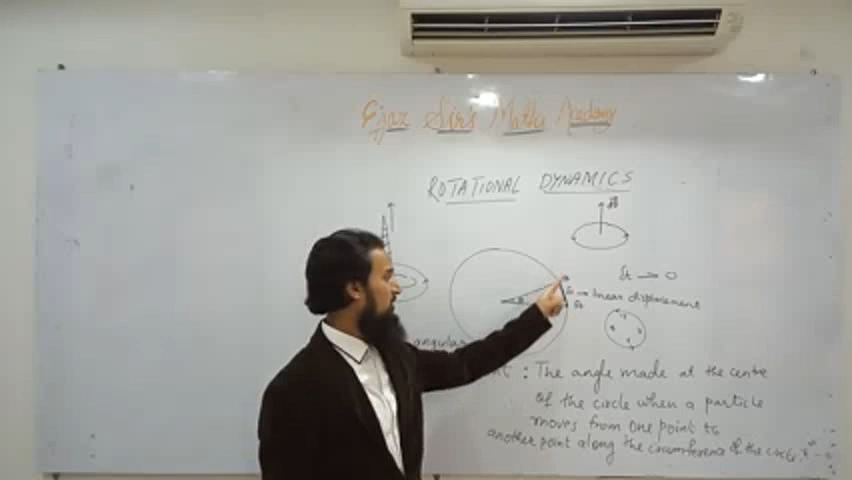 Ejaz Sir's Maths Academy
ROTATIONAL DYNAMICS
δt → 0
linear displacement
angular
: The angle made at the centre
of the circle when a particle
moves from one point to
another point along the circumference of the circle.